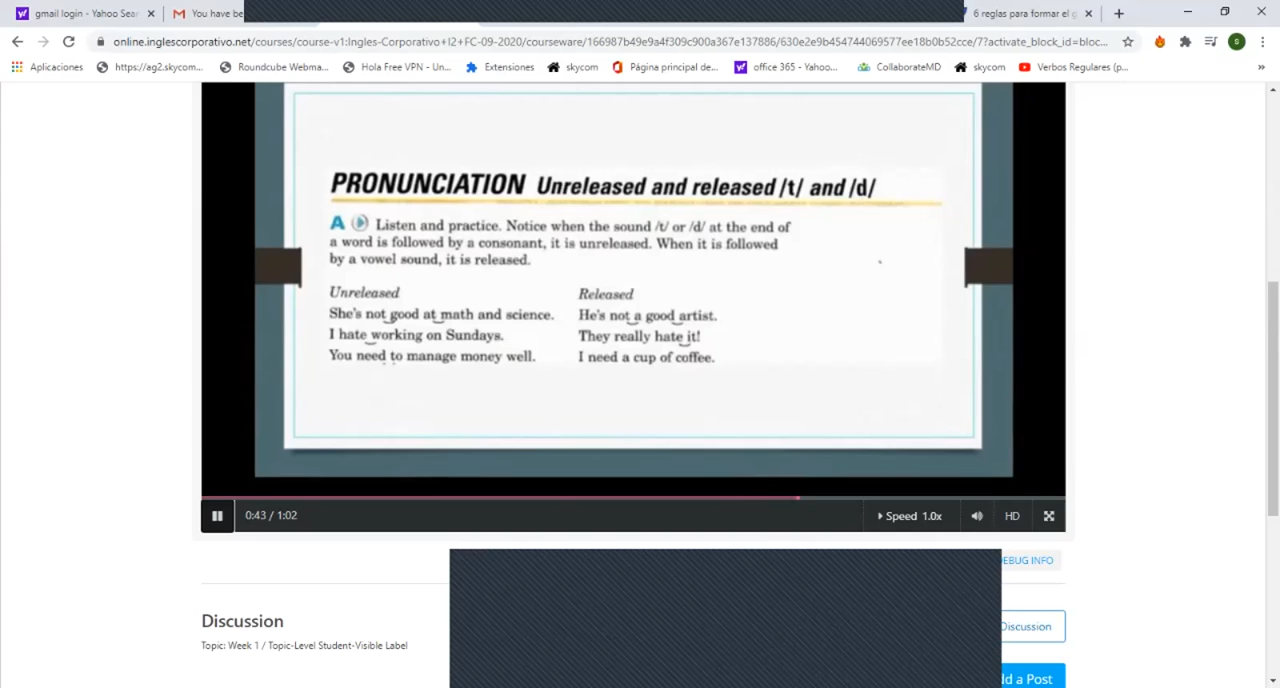 gmail login - Yahoo Sear
You have be
6 reglas para formar el g
online.inglescorporativo.net/courses/course-v1:Ingles-Corporativo+I2+FC-09-2020/courseware/166987b49e9a4f309c900a367e137886/630e2e9b454744069577ee18b0b52cce/7?activate_block_id=bloc...
S
Aplicaciones
https://ag2.skycom...
Roundcube Webma...
Hola Free VPN - Un...
Extensiones
skycom
Página principal de...
office 365 - Yahoo...
CollaborateMD
skycom
Verbos Regulares (p...
»
PRONUNCIATION Unreleased and released /t/ and /d/
A Listen and practice. Notice when the sound /t/ or /d/ at the end of
a word is followed by a consonant, it is unreleased. When it is followed
by a vowel sound, it is released.
Unreleased
She's not good at math and science.
I hate working on Sundays.
You need to manage money well.
Released
He's not a good artist.
They really hate it!
I need a cup of coffee.
0:43 / 1:02
Speed 1.0x
HD
EBUG INFO
Discussion
Topic: Week 1 / Topic-Level Student-Visible Label
Discussion
d a Post